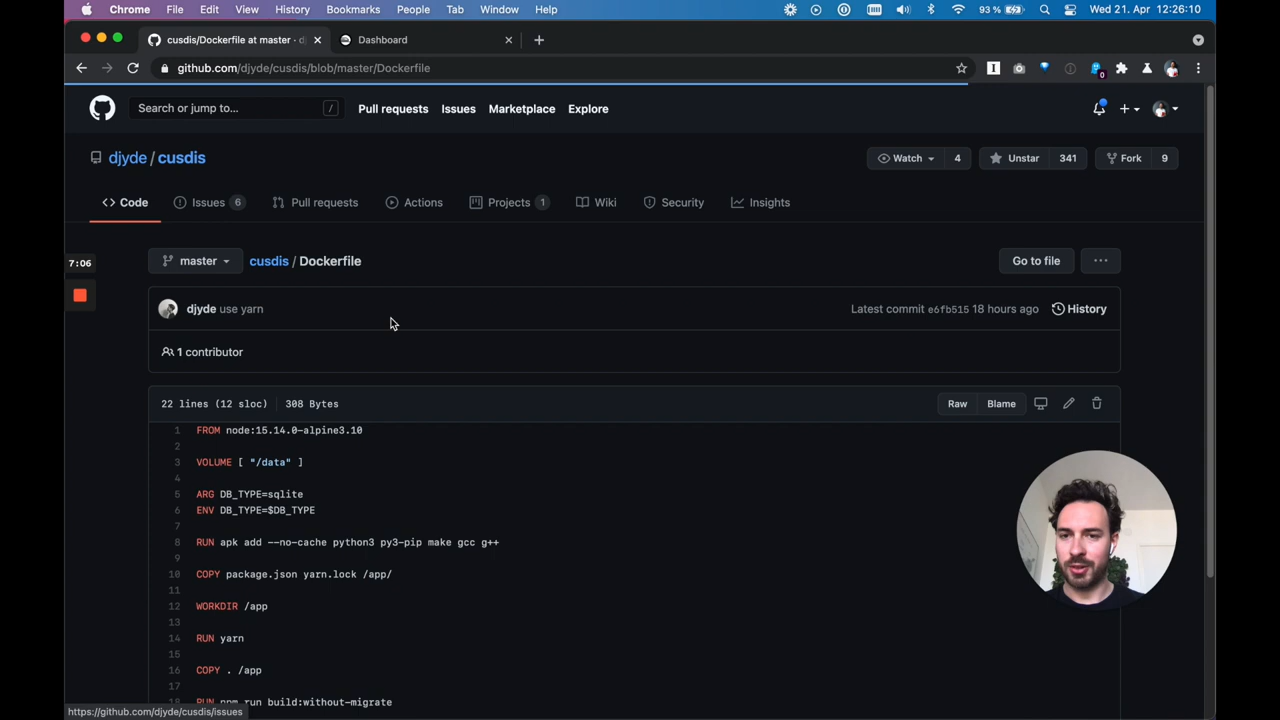 Chrome File Edit View History Bookmarks People Tab Window Help 93 % Wed 21. Apr 12:26:10
cusdis/Dockerfile at master · d Dashboard
github.com/djyde/cusdis/blob/master/Dockerfile
0
Search or jump to... / Pull requests Issues Marketplace Explore
djyde / cusdis Watch 4 Unstar 341 Fork 9
<> Code Issues 6 Pull requests Actions Projects 1 Wiki Security Insights
7:06
master cusdis / Dockerfile Go to file ...
djyde use yarn Latest commit e6fb515 18 hours ago History
1 contributor
22 lines (12 sloc) 308 Bytes Raw Blame
1 FROM node:15.14.0-alpine3.10
2
3 VOLUME [ "/data" ]
4
5 ARG DB_TYPE=sqlite
6 ENV DB_TYPE=$DB_TYPE
7
8 RUN apk add --no-cache python3 py3-pip make gcc g++
9
10 COPY package.json yarn.lock /app/
11
12 WORKDIR /app
13
14 RUN yarn
15
16 COPY . /app
17
18 RUN npm run build:without-migrate
https://github.com/djyde/cusdis/issues